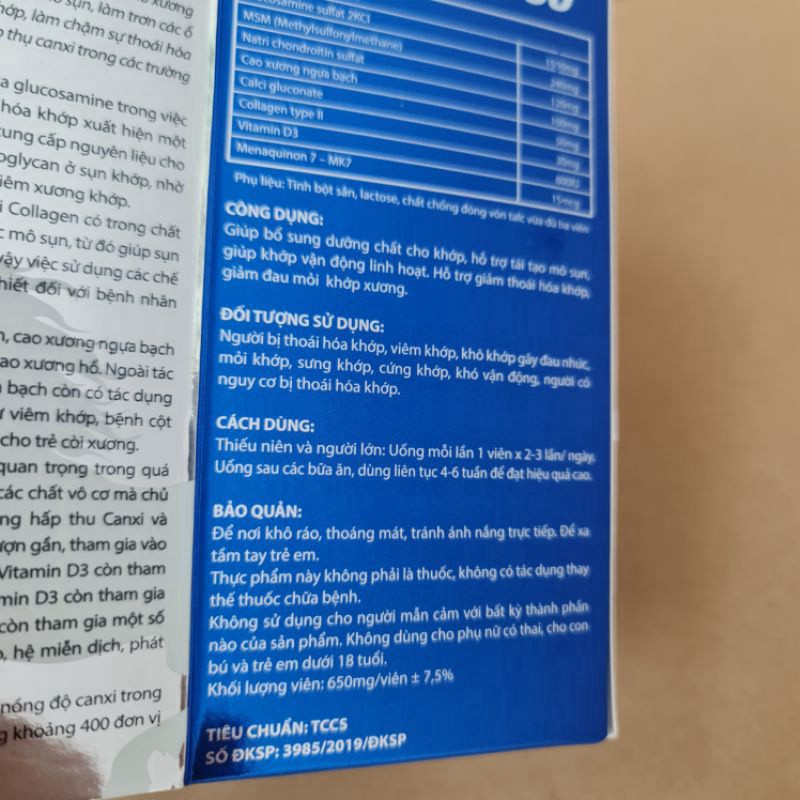 xương
sụn, làm trơn các ổ
khớp, làm chậm sự thoái hóa
thụ canxi trong các trường
glucosamine trong việc
hóa khớp xuất hiện một
cung cấp nguyên liệu cho
ở sụn khớp, nhờ
viêm xương khớp.
Collagen có trong chất
mô sụn, từ đó giúp sụn
vậy việc sử dụng các chế
thiết đối với bệnh nhân
cao xương ngựa bạch
cao xương hổ. Ngoài tác
bạch còn có tác dụng
viêm khớp, bệnh cột
cho trẻ còi xương.
quan trọng trong quá
các chất vô cơ mà chủ
hấp thu Canxi và
gắn, tham gia vào
Vitamin D3 còn tham
D3 còn tham gia
còn tham gia một số
hệ miễn dịch, phát
nồng độ canxi trong
khoảng 400 đơn vị
sulfat 2KCl
MSM (Methylsulfonylmethane)
Natri chondroitin sulfat 240mg
Cao xương ngựa bạch 120mg
Calci gluconate 100mg
Collagen type II 50mg
Vitamin D3
Menaquinon 7 – MK7 15mcg
Phụ liệu: Tinh bột sắn, lactose, chất chống đóng vón talc vừa đủ ba viên
CÔNG DỤNG:
Giúp bổ sung dưỡng chất cho khớp, hỗ trợ tái tạo mô sụn,
giúp khớp vận động linh hoạt. Hỗ trợ giảm thoái hóa khớp,
giảm đau mỏi khớp xương.
ĐỐI TƯỢNG SỬ DỤNG:
Người bị thoái hóa khớp, viêm khớp, khô khớp gây đau nhức,
mỏi khớp, sưng khớp, cứng khớp, khó vận động, người có
nguy cơ bị thoái hóa khớp.
CÁCH DÙNG:
Thiếu niên và người lớn: Uống mỗi lần 1 viên x 2-3 lần/ ngày.
Uống sau các bữa ăn, dùng liên tục 4-6 tuần để đạt hiệu quả cao.
BẢO QUẢN:
Để nơi khô ráo, thoáng mát, tránh ánh nắng trực tiếp. Để xa
tầm tay trẻ em.
Thực phẩm này không phải là thuốc, không có tác dụng thay
thế thuốc chữa bệnh.
Không sử dụng cho người mẫn cảm với bất kỳ thành phần
nào của sản phẩm. Không dùng cho phụ nữ có thai, cho con
bú và trẻ em dưới 18 tuổi.
Khối lượng viên: 650mg/viên ± 7,5%
TIÊU CHUẨN: TCCS
SỐ ĐKSP: 3985/2019/ĐKSP